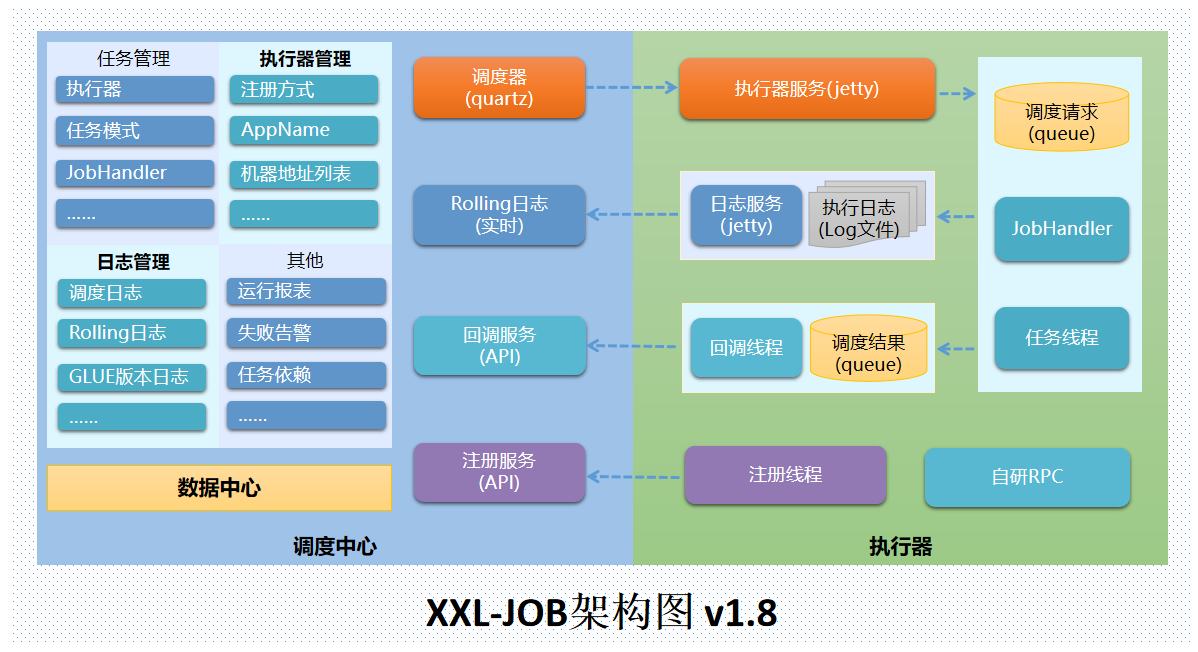 任务管理
执行器
任务模式
JobHandler
......
执行器管理
注册方式
AppName
机器地址列表
......
日志管理
调度日志
Rolling日志
GLUE版本日志
......
其他
运行报表
失败告警
任务依赖
......
数据中心
调度器
(quartz)
Rolling日志
(实时)
回调服务
(API)
注册服务
(API)
调度中心
执行器服务(jetty)
调度请求
(queue)
日志服务
(jetty)
执行日志
(Log文件)
JobHandler
回调线程
调度结果
(queue)
任务线程
注册线程
自研RPC
执行器
XXL-JOB架构图 v1.8